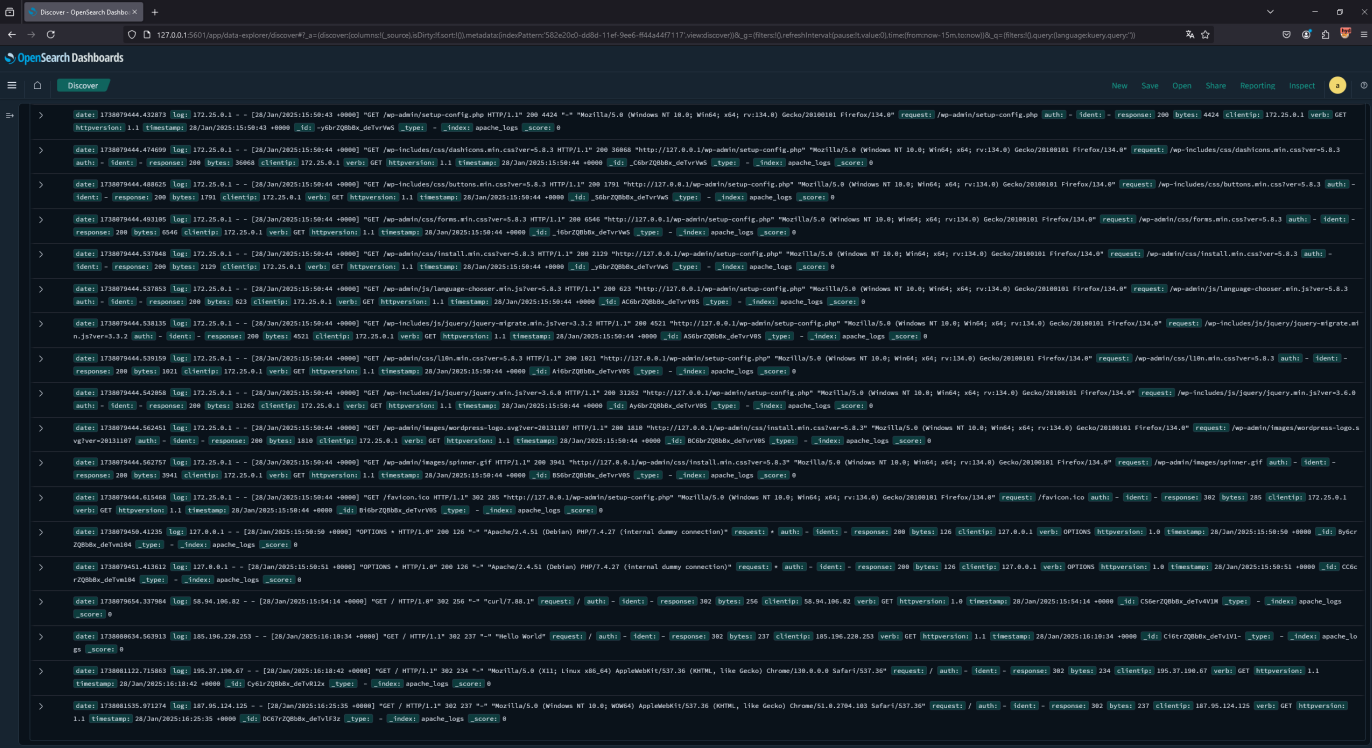 Discover - OpenSearch Dashbo
127.0.0.1:5601/app/data-explorer/discover#?_a=(discover:(columns:!(_source),isDirty:!f,sort:!()),metadata:(indexPattern:'582e20c0-dd8d-11ef-9ee6-ff44a44f7117',view:discover))&_g=(filters:!(),refreshInterval:(pause:!t,value:0),time:(from:now-15m,to:now))&_q=(filters:!(),query:(language:kuery,query:''))
OpenSearch Dashboards
Discover
New Save Open Share Reporting Inspect a
date: 1738079444.432873 log: 172.25.0.1 - - [28/Jan/2025:15:50:43 +0000] "GET /wp-admin/setup-config.php HTTP/1.1" 200 4424 "-" "Mozilla/5.0 (Windows NT 10.0; Win64; x64; rv:134.0) Gecko/20100101 Firefox/134.0" request: /wp-admin/setup-config.php auth: - ident: - response: 200 bytes: 4424 clientip: 172.25.0.1 verb: GET
httpversion: 1.1 timestamp: 28/Jan/2025:15:50:43 +0000 _id: -y6brZQBbBx_deTvrVwS _type: - _index: apache_logs _score: 0
date: 1738079444.474699 log: 172.25.0.1 - - [28/Jan/2025:15:50:44 +0000] "GET /wp-includes/css/dashicons.min.css?ver=5.8.3 HTTP/1.1" 200 36068 "http://127.0.0.1/wp-admin/setup-config.php" "Mozilla/5.0 (Windows NT 10.0; Win64; x64; rv:134.0) Gecko/20100101 Firefox/134.0" request: /wp-includes/css/dashicons.min.css?ver=5.8.3
auth: - ident: - response: 200 bytes: 36068 clientip: 172.25.0.1 verb: GET httpversion: 1.1 timestamp: 28/Jan/2025:15:50:44 +0000 _id: _C6brZQBbBx_deTvrVwS _type: - _index: apache_logs _score: 0
date: 1738079444.488625 log: 172.25.0.1 - - [28/Jan/2025:15:50:44 +0000] "GET /wp-includes/css/buttons.min.css?ver=5.8.3 HTTP/1.1" 200 1791 "http://127.0.0.1/wp-admin/setup-config.php" "Mozilla/5.0 (Windows NT 10.0; Win64; x64; rv:134.0) Gecko/20100101 Firefox/134.0" request: /wp-includes/css/buttons.min.css?ver=5.8.3 auth: -
ident: - response: 200 bytes: 1791 clientip: 172.25.0.1 verb: GET httpversion: 1.1 timestamp: 28/Jan/2025:15:50:44 +0000 _id: _S6brZQBbBx_deTvrVwS _type: - _index: apache_logs _score: 0
date: 1738079444.493105 log: 172.25.0.1 - - [28/Jan/2025:15:50:44 +0000] "GET /wp-admin/css/forms.min.css?ver=5.8.3 HTTP/1.1" 200 6546 "http://127.0.0.1/wp-admin/setup-config.php" "Mozilla/5.0 (Windows NT 10.0; Win64; x64; rv:134.0) Gecko/20100101 Firefox/134.0" request: /wp-admin/css/forms.min.css?ver=5.8.3 auth: - ident: -
response: 200 bytes: 6546 clientip: 172.25.0.1 verb: GET httpversion: 1.1 timestamp: 28/Jan/2025:15:50:44 +0000 _id: _i6brZQBbBx_deTvrVwS _type: - _index: apache_logs _score: 0
date: 1738079444.537848 log: 172.25.0.1 - - [28/Jan/2025:15:50:44 +0000] "GET /wp-admin/css/install.min.css?ver=5.8.3 HTTP/1.1" 200 2129 "http://127.0.0.1/wp-admin/setup-config.php" "Mozilla/5.0 (Windows NT 10.0; Win64; x64; rv:134.0) Gecko/20100101 Firefox/134.0" request: /wp-admin/css/install.min.css?ver=5.8.3 auth: -
ident: - response: 200 bytes: 2129 clientip: 172.25.0.1 verb: GET httpversion: 1.1 timestamp: 28/Jan/2025:15:50:44 +0000 _id: _y6brZQBbBx_deTvrVwS _type: - _index: apache_logs _score: 0
date: 1738079444.537853 log: 172.25.0.1 - - [28/Jan/2025:15:50:44 +0000] "GET /wp-admin/js/language-chooser.min.js?ver=5.8.3 HTTP/1.1" 200 623 "http://127.0.0.1/wp-admin/setup-config.php" "Mozilla/5.0 (Windows NT 10.0; Win64; x64; rv:134.0) Gecko/20100101 Firefox/134.0" request: /wp-admin/js/language-chooser.min.js?ver=5.8.3
auth: - ident: - response: 200 bytes: 623 clientip: 172.25.0.1 verb: GET httpversion: 1.1 timestamp: 28/Jan/2025:15:50:44 +0000 _id: AC6brZQBbBx_deTvrV0S _type: - _index: apache_logs _score: 0
date: 1738079444.538135 log: 172.25.0.1 - - [28/Jan/2025:15:50:44 +0000] "GET /wp-includes/js/jquery/jquery-migrate.min.js?ver=3.3.2 HTTP/1.1" 200 4521 "http://127.0.0.1/wp-admin/setup-config.php" "Mozilla/5.0 (Windows NT 10.0; Win64; x64; rv:134.0) Gecko/20100101 Firefox/134.0" request: /wp-includes/js/jquery/jquery-migrate.mi
n.js?ver=3.3.2 auth: - ident: - response: 200 bytes: 4521 clientip: 172.25.0.1 verb: GET httpversion: 1.1 timestamp: 28/Jan/2025:15:50:44 +0000 _id: AS6brZQBbBx_deTvrV0S _type: - _index: apache_logs _score: 0
date: 1738079444.539159 log: 172.25.0.1 - - [28/Jan/2025:15:50:44 +0000] "GET /wp-admin/css/l10n.min.css?ver=5.8.3 HTTP/1.1" 200 1021 "http://127.0.0.1/wp-admin/setup-config.php" "Mozilla/5.0 (Windows NT 10.0; Win64; x64; rv:134.0) Gecko/20100101 Firefox/134.0" request: /wp-admin/css/l10n.min.css?ver=5.8.3 auth: - ident: -
response: 200 bytes: 1021 clientip: 172.25.0.1 verb: GET httpversion: 1.1 timestamp: 28/Jan/2025:15:50:44 +0000 _id: Ai6brZQBbBx_deTvrV0S _type: - _index: apache_logs _score: 0
date: 1738079444.542058 log: 172.25.0.1 - - [28/Jan/2025:15:50:44 +0000] "GET /wp-includes/js/jquery/jquery.min.js?ver=3.6.0 HTTP/1.1" 200 31262 "http://127.0.0.1/wp-admin/setup-config.php" "Mozilla/5.0 (Windows NT 10.0; Win64; x64; rv:134.0) Gecko/20100101 Firefox/134.0" request: /wp-includes/js/jquery/jquery.min.js?ver=3.6.0
auth: - ident: - response: 200 bytes: 31262 clientip: 172.25.0.1 verb: GET httpversion: 1.1 timestamp: 28/Jan/2025:15:50:44 +0000 _id: Ay6brZQBbBx_deTvrV0S _type: - _index: apache_logs _score: 0
date: 1738079444.562451 log: 172.25.0.1 - - [28/Jan/2025:15:50:44 +0000] "GET /wp-admin/images/wordpress-logo.svg?ver=20131107 HTTP/1.1" 200 1810 "http://127.0.0.1/wp-admin/css/install.min.css?ver=5.8.3" "Mozilla/5.0 (Windows NT 10.0; Win64; x64; rv:134.0) Gecko/20100101 Firefox/134.0" request: /wp-admin/images/wordpress-logo.s
vg?ver=20131107 auth: - ident: - response: 200 bytes: 1810 clientip: 172.25.0.1 verb: GET httpversion: 1.1 timestamp: 28/Jan/2025:15:50:44 +0000 _id: BC6brZQBbBx_deTvrV0S _type: - _index: apache_logs _score: 0
date: 1738079444.562757 log: 172.25.0.1 - - [28/Jan/2025:15:50:44 +0000] "GET /wp-admin/images/spinner.gif HTTP/1.1" 200 3941 "http://127.0.0.1/wp-admin/css/install.min.css?ver=5.8.3" "Mozilla/5.0 (Windows NT 10.0; Win64; x64; rv:134.0) Gecko/20100101 Firefox/134.0" request: /wp-admin/images/spinner.gif auth: - ident: -
response: 200 bytes: 3941 clientip: 172.25.0.1 verb: GET httpversion: 1.1 timestamp: 28/Jan/2025:15:50:44 +0000 _id: BS6brZQBbBx_deTvrV0S _type: - _index: apache_logs _score: 0
date: 1738079444.615468 log: 172.25.0.1 - - [28/Jan/2025:15:50:44 +0000] "GET /favicon.ico HTTP/1.1" 302 285 "http://127.0.0.1/wp-admin/setup-config.php" "Mozilla/5.0 (Windows NT 10.0; Win64; x64; rv:134.0) Gecko/20100101 Firefox/134.0" request: /favicon.ico auth: - ident: - response: 302 bytes: 285 clientip: 172.25.0.1
verb: GET httpversion: 1.1 timestamp: 28/Jan/2025:15:50:44 +0000 _id: Bi6brZQBbBx_deTvrV0S _type: - _index: apache_logs _score: 0
date: 1738079450.41235 log: 127.0.0.1 - - [28/Jan/2025:15:50:50 +0000] "OPTIONS * HTTP/1.0" 200 126 "-" "Apache/2.4.51 (Debian) PHP/7.4.27 (internal dummy connection)" request: * auth: - ident: - response: 200 bytes: 126 clientip: 127.0.0.1 verb: OPTIONS httpversion: 1.0 timestamp: 28/Jan/2025:15:50:50 +0000 _id: By6cr
ZQBbBx_deTvm104 _type: - _index: apache_logs _score: 0
date: 1738079451.413612 log: 127.0.0.1 - - [28/Jan/2025:15:50:51 +0000] "OPTIONS * HTTP/1.0" 200 126 "-" "Apache/2.4.51 (Debian) PHP/7.4.27 (internal dummy connection)" request: * auth: - ident: - response: 200 bytes: 126 clientip: 127.0.0.1 verb: OPTIONS httpversion: 1.0 timestamp: 28/Jan/2025:15:50:51 +0000 _id: CC6c
rZQBbBx_deTvm104 _type: - _index: apache_logs _score: 0
date: 1738079654.337984 log: 58.94.106.82 - - [28/Jan/2025:15:54:14 +0000] "GET / HTTP/1.0" 302 256 "-" "curl/7.88.1" request: / auth: - ident: - response: 302 bytes: 256 clientip: 58.94.106.82 verb: GET httpversion: 1.0 timestamp: 28/Jan/2025:15:54:14 +0000 _id: CS6erZQBbBx_deTv4V1M _type: - _index: apache_logs
_score: 0
date: 1738080634.563913 log: 185.196.220.253 - - [28/Jan/2025:16:10:34 +0000] "GET / HTTP/1.1" 302 237 "-" "Hello World" request: / auth: - ident: - response: 302 bytes: 237 clientip: 185.196.220.253 verb: GET httpversion: 1.1 timestamp: 28/Jan/2025:16:10:34 +0000 _id: Ci6trZQBbBx_deTv1V1- _type: - _index: apache_lo
gs _score: 0
date: 1738081122.715863 log: 195.37.190.67 - - [28/Jan/2025:16:18:42 +0000] "GET / HTTP/1.1" 302 234 "-" "Mozilla/5.0 (X11; Linux x86_64) AppleWebKit/537.36 (KHTML, like Gecko) Chrome/130.0.0.0 Safari/537.36" request: / auth: - ident: - response: 302 bytes: 234 clientip: 195.37.190.67 verb: GET httpversion: 1.1
timestamp: 28/Jan/2025:16:18:42 +0000 _id: Cy61rZQBbBx_deTvR12x _type: - _index: apache_logs _score: 0
date: 1738081535.971274 log: 187.95.124.125 - - [28/Jan/2025:16:25:35 +0000] "GET / HTTP/1.1" 302 237 "-" "Mozilla/5.0 (Windows NT 10.0; WOW64) AppleWebKit/537.36 (KHTML, like Gecko) Chrome/51.0.2704.103 Safari/537.36" request: / auth: - ident: - response: 302 bytes: 237 clientip: 187.95.124.125 verb: GET httpversion:
1.1 timestamp: 28/Jan/2025:16:25:35 +0000 _id: DC67rZQBbBx_deTvlF3z _type: - _index: apache_logs _score: 0